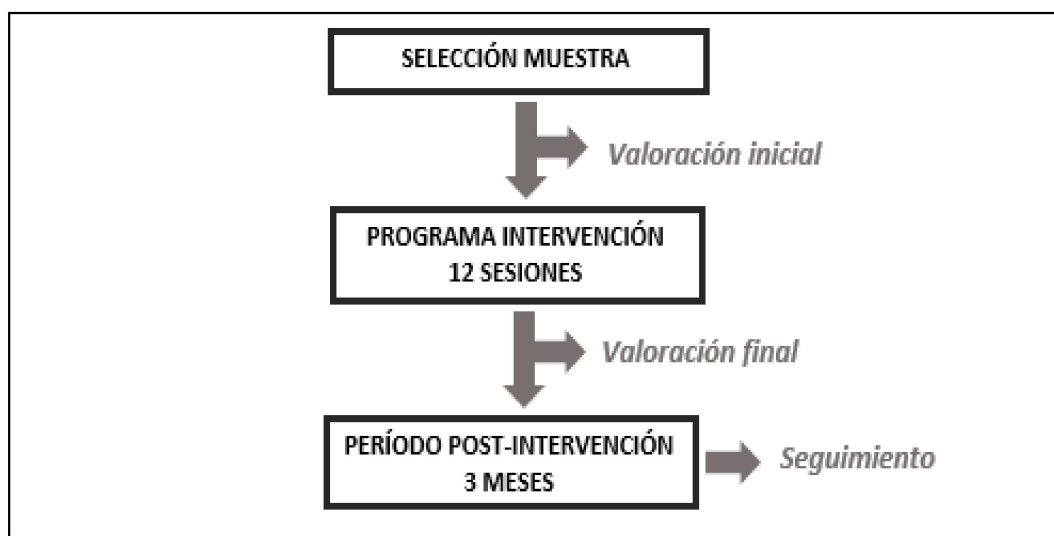 SELECCIÓN MUESTRA
Valoración inicial
PROGRAMA INTERVENCIÓN
12 SESIONES
Valoración final
PERÍODO POST-INTERVENCIÓN
3 MESES
Seguimiento